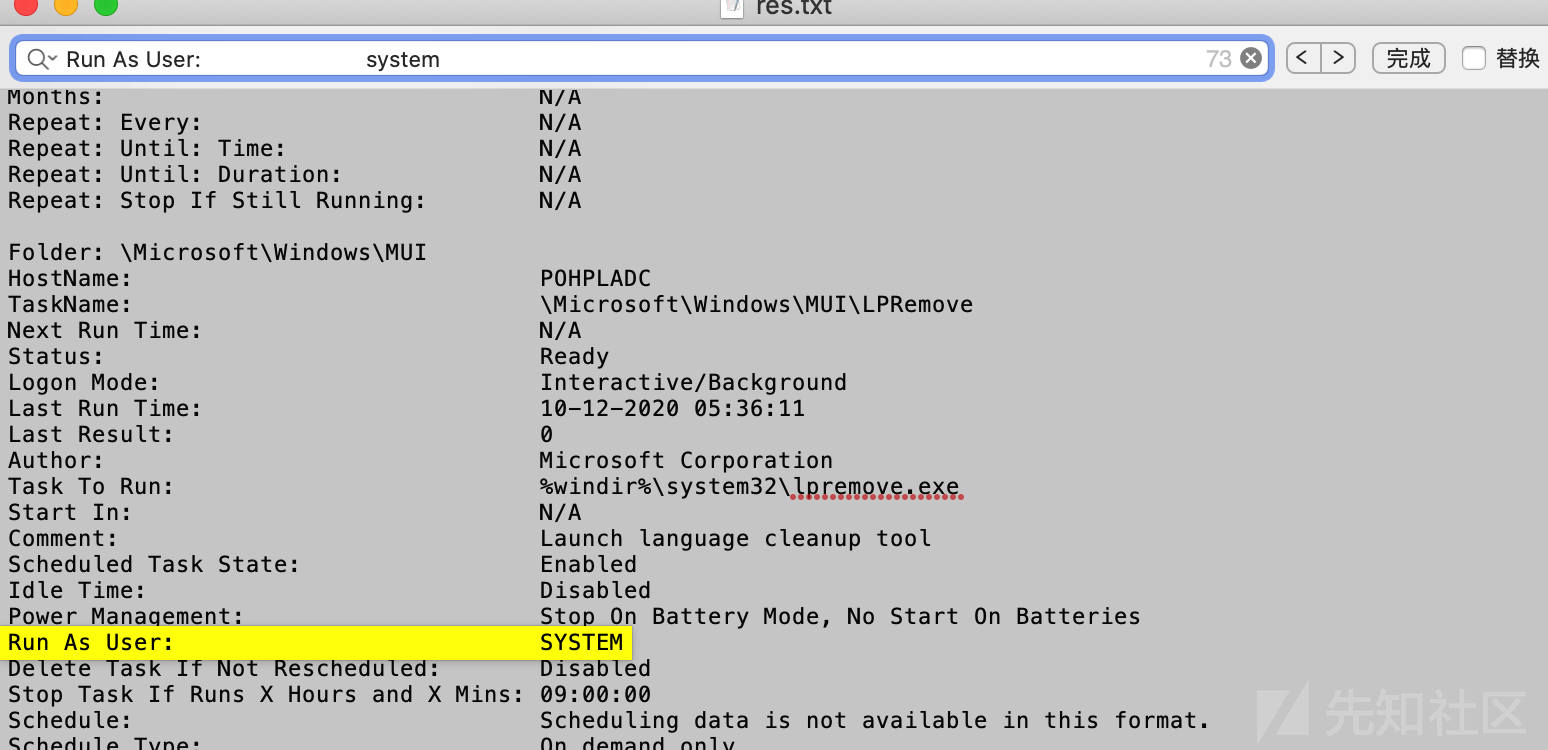 res.txt
Run As User: system 73 < > 完成 替换
Months: N/A
Repeat: Every: N/A
Repeat: Until: Time: N/A
Repeat: Until: Duration: N/A
Repeat: Stop If Still Running: N/A
Folder: \Microsoft\Windows\MUI
HostName: POHPLADC
TaskName: \Microsoft\Windows\MUI\LPRemove
Next Run Time: N/A
Status: Ready
Logon Mode: Interactive/Background
Last Run Time: 10-12-2020 05:36:11
Last Result: 0
Author: Microsoft Corporation
Task To Run: %windir%\system32\lpremove.exe
Start In: N/A
Comment: Launch language cleanup tool
Scheduled Task State: Enabled
Idle Time: Disabled
Power Management: Stop On Battery Mode, No Start On Batteries
Run As User: SYSTEM
Delete Task If Not Rescheduled: Disabled
Stop Task If Runs X Hours and X Mins: 09:00:00
Schedule: Scheduling data is not available in this format.
Schedule Type: On demand only
先知社区